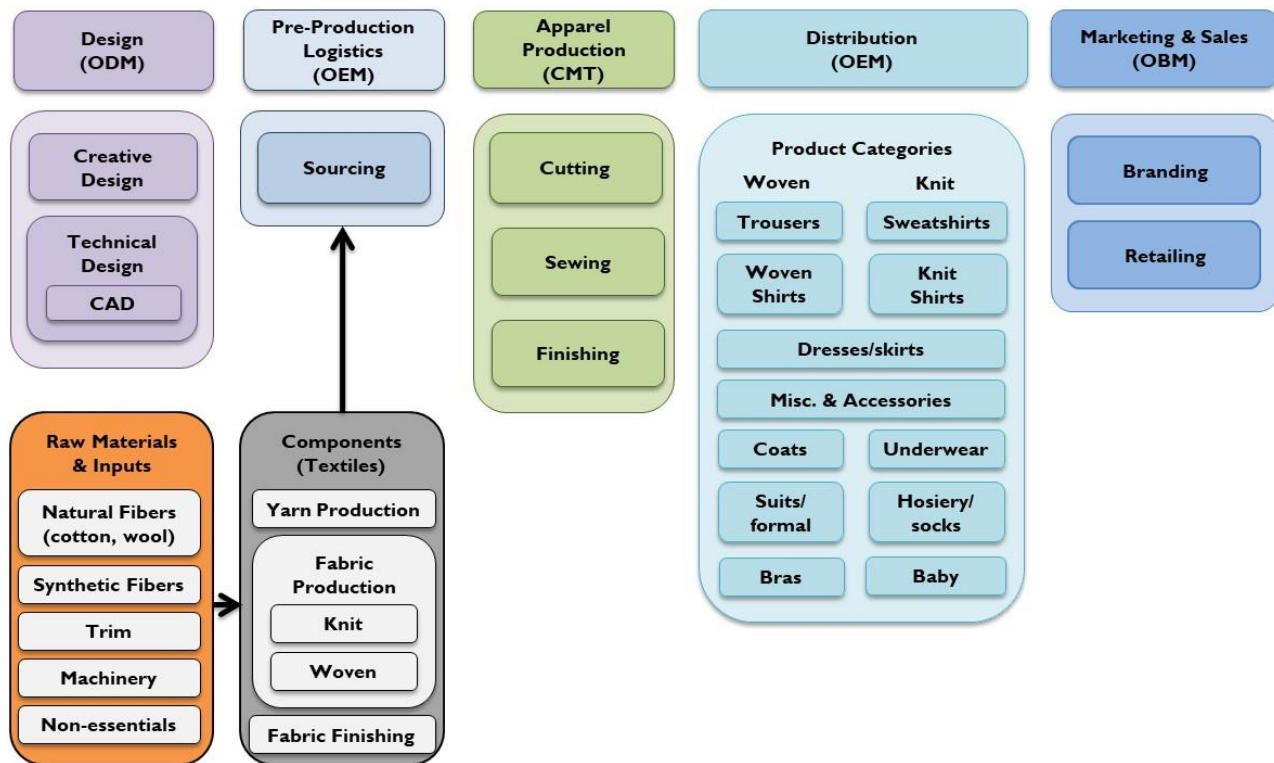 Design
(ODM)
Pre-Production
Logistics
(OEM)
Apparel
Production
(CMT)
Distribution
(OEM)
Marketing & Sales
(OBM)
Creative
Design
Technical
Design
CAD
Sourcing
Cutting
Sewing
Finishing
Product Categories
Woven
Knit
Trousers
Sweatshirts
Woven
Shirts
Knit
Shirts
Dresses/skirts
Misc. & Accessories
Coats
Underwear
Suits/
formal
Hosiery/
socks
Bras
Baby
Branding
Retailing
Raw Materials
& Inputs
Natural Fibers
(cotton, wool)
Synthetic Fibers
Trim
Machinery
Non-essentials
Components
(Textiles)
Yarn Production
Fabric
Production
Knit
Woven
Fabric Finishing